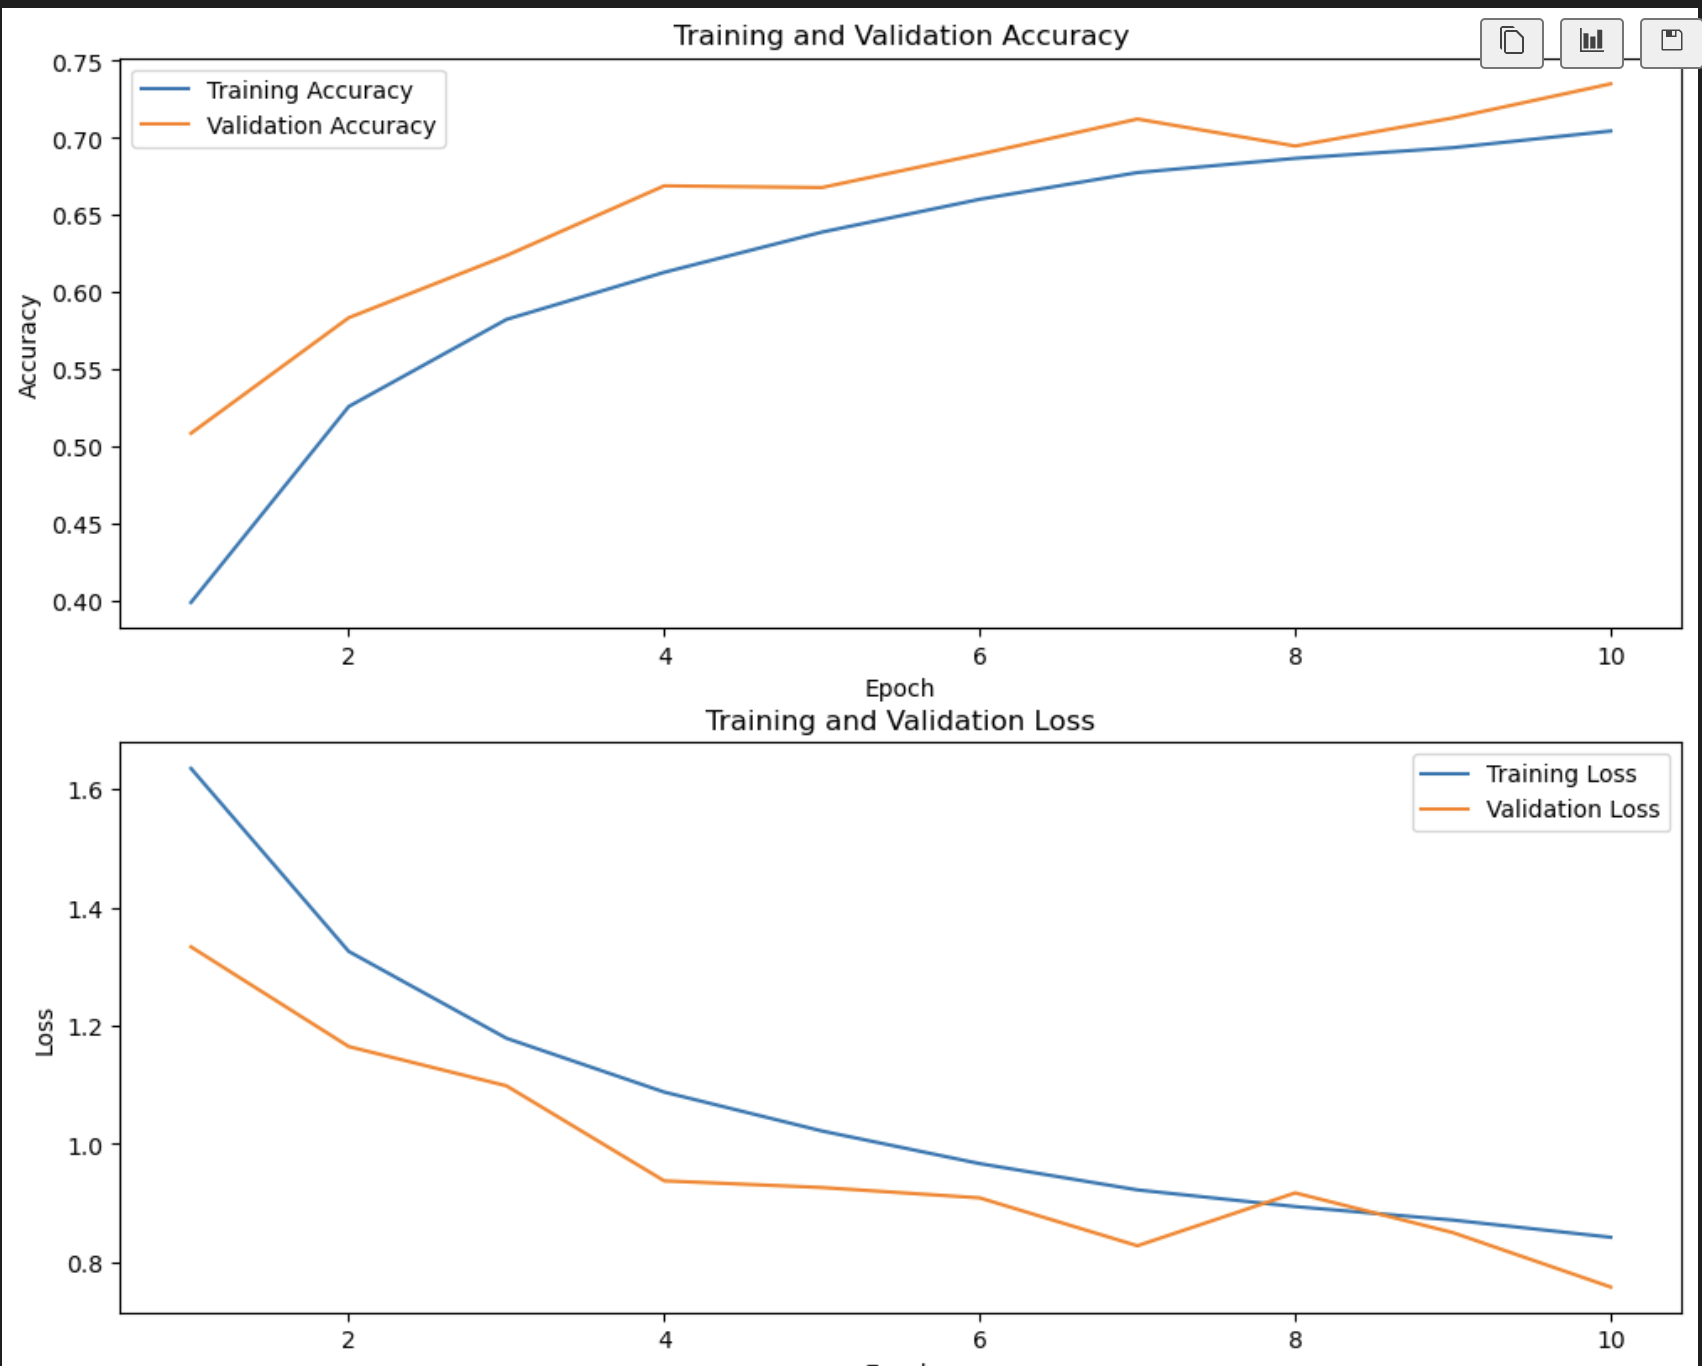 Training and Validation Accuracy
Training Accuracy
Validation Accuracy
0.75
0.70
0.65
0.60
0.55
0.50
0.45
0.40
Accuracy
2 4 6 8 10
Epoch
Training and Validation Loss
Training Loss
Validation Loss
1.6
1.4
1.2
1.0
0.8
Loss
2 4 6 8 10